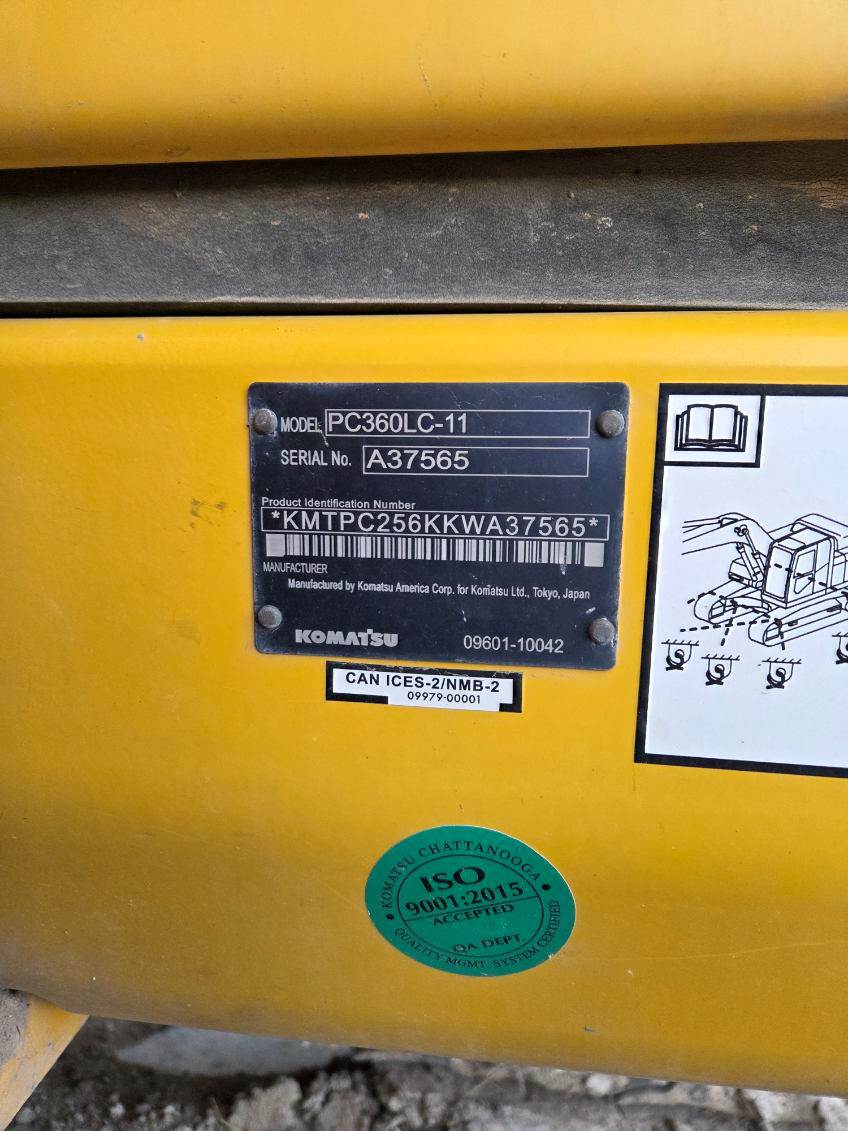 MODEL: PC360LC-11
SERIAL No. A37565
Product Identification Number
*KMTPC256KKWA37565*
MANUFACTURER
Manufactured by Komatsu America Corp. for Komatsu Ltd., Tokyo, Japan
KOMATSU 09601-10042
CAN ICES-2/NMB-2
09979-00001
• KOMATSU CHATTANOOGA •
ISO
9001:2015
ACCEPTED
QA DEPT.
QUALITY MGMT. SYSTEM CERTIFIED